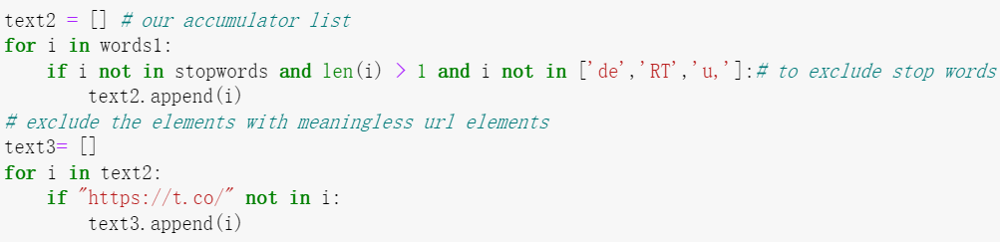 text2 = [] # our accumulator list
for i in words1:
    if i not in stopwords and len(i) > 1 and i not in ['de','RT','u,']:# to exclude stop words
        text2.append(i)
# exclude the elements with meaningless url elements
text3= []
for i in text2:
    if "https://t.co/" not in i:
        text3.append(i)